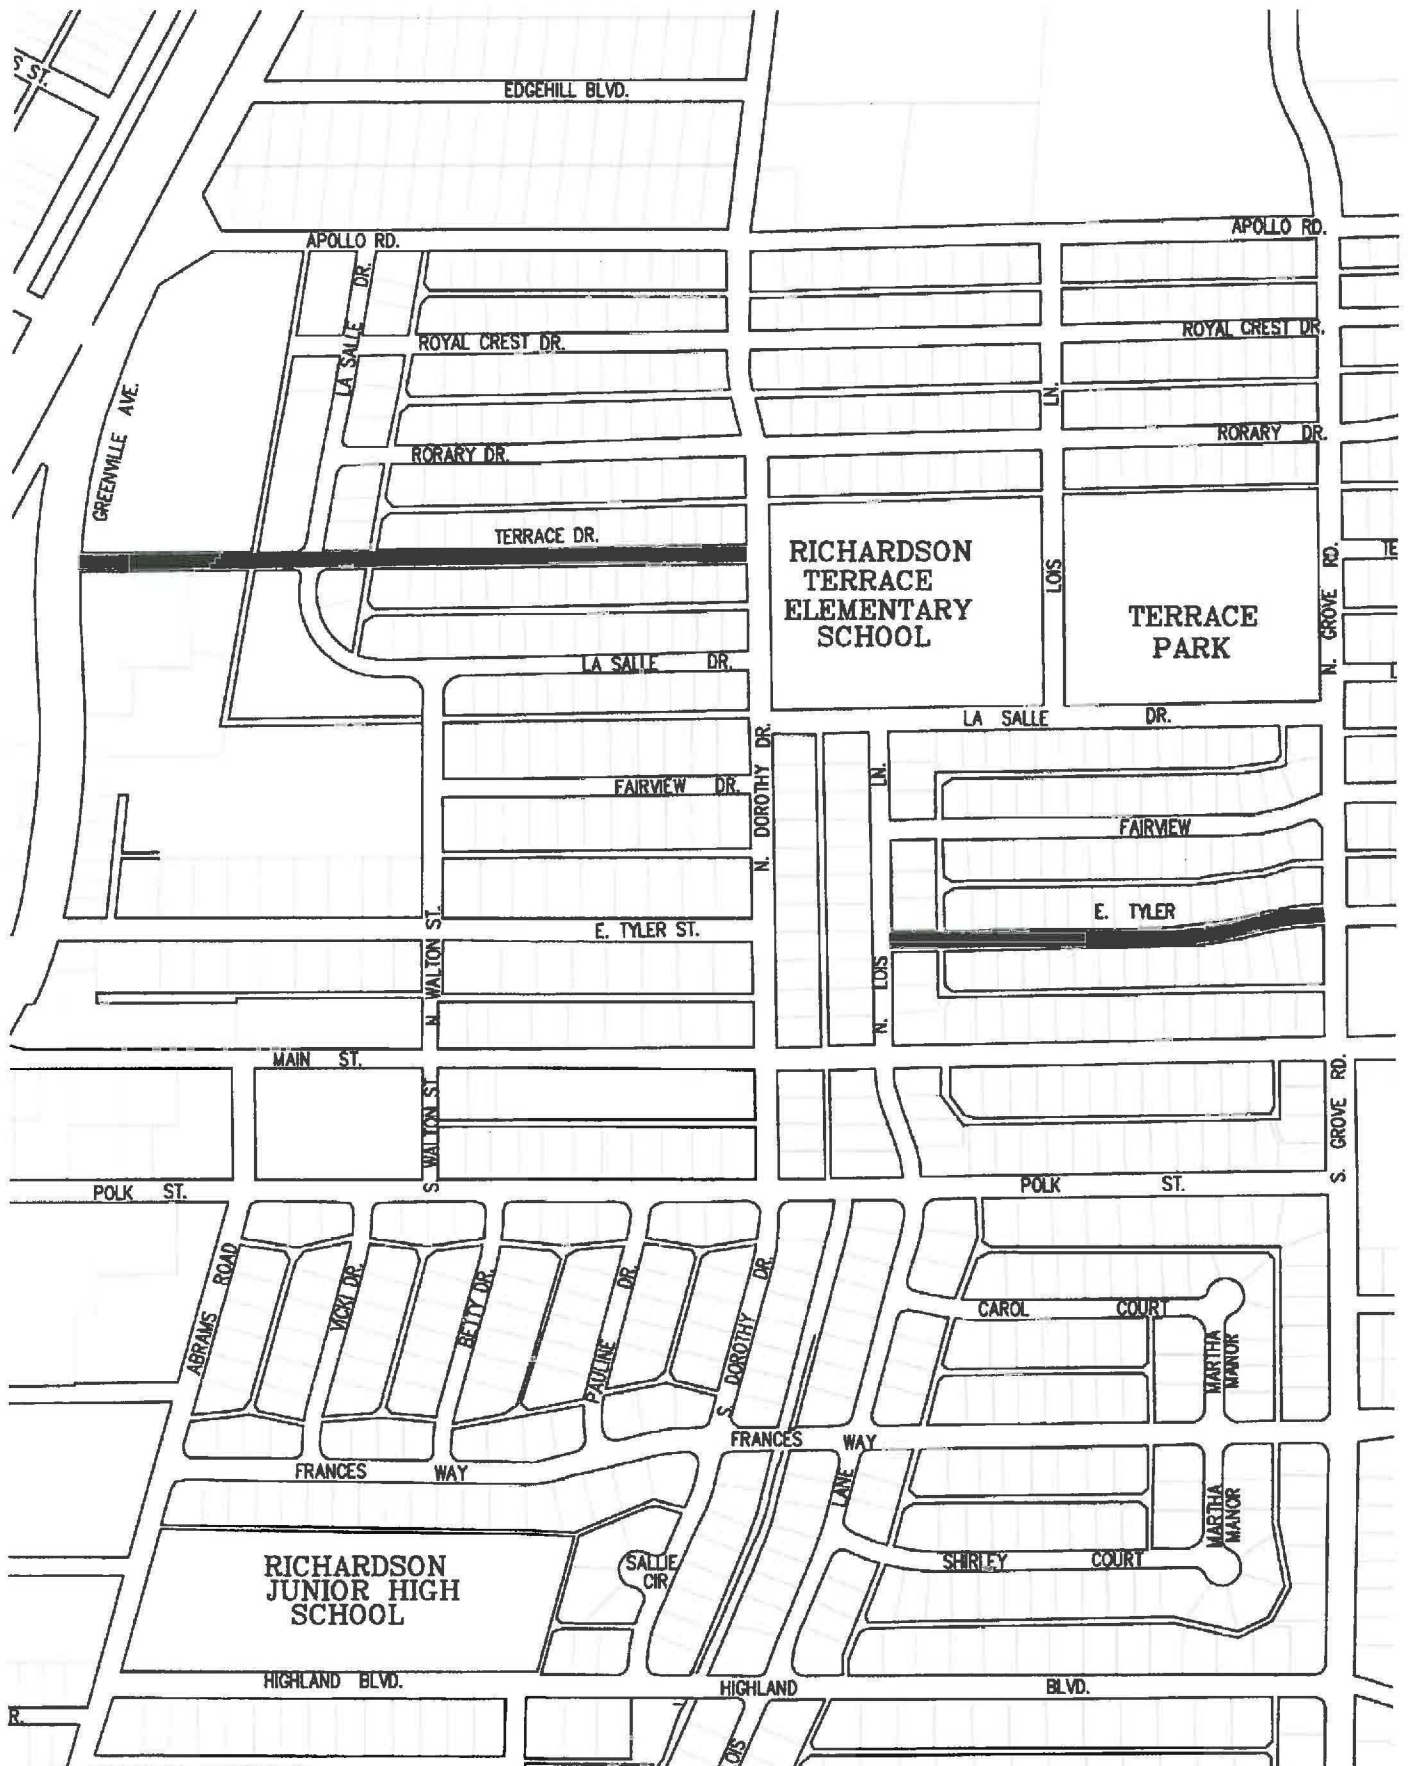 S ST.
EDGEHILL BLVD.
APOLLO RD.
APOLLO RD.
LA SALLE DR.
ROYAL CREST DR.
ROYAL CREST DR.
GREENVILLE AVE.
LN.
RORARY DR.
RORARY DR.
TERRACE DR.
TE
RICHARDSON
TERRACE
ELEMENTARY
SCHOOL
LOIS
TERRACE
PARK
N. GROVE RD.
LA SALLE DR.
LA SALLE DR.
N. DOROTHY DR.
FAIRVIEW DR.
LN.
FAIRVIEW
E. TYLER
E. TYLER ST.
N WALTON ST.
N. LOIS
MAIN ST.
S WALTON ST.
S. GROVE RD.
POLK ST.
POLK ST.
ABRAMS ROAD
VICKI DR.
BETTY DR.
PAULINE DR.
S DOROTHY DR.
CAROL COURT
MARTHA
MANOR
FRANCES WAY
FRANCES WAY
LANE
MARTHA
MANOR
SHIRLEY COURT
SALLIE
CIR.
RICHARDSON
JUNIOR HIGH
SCHOOL
HIGHLAND BLVD.
HIGHLAND BLVD.
R.
OIS